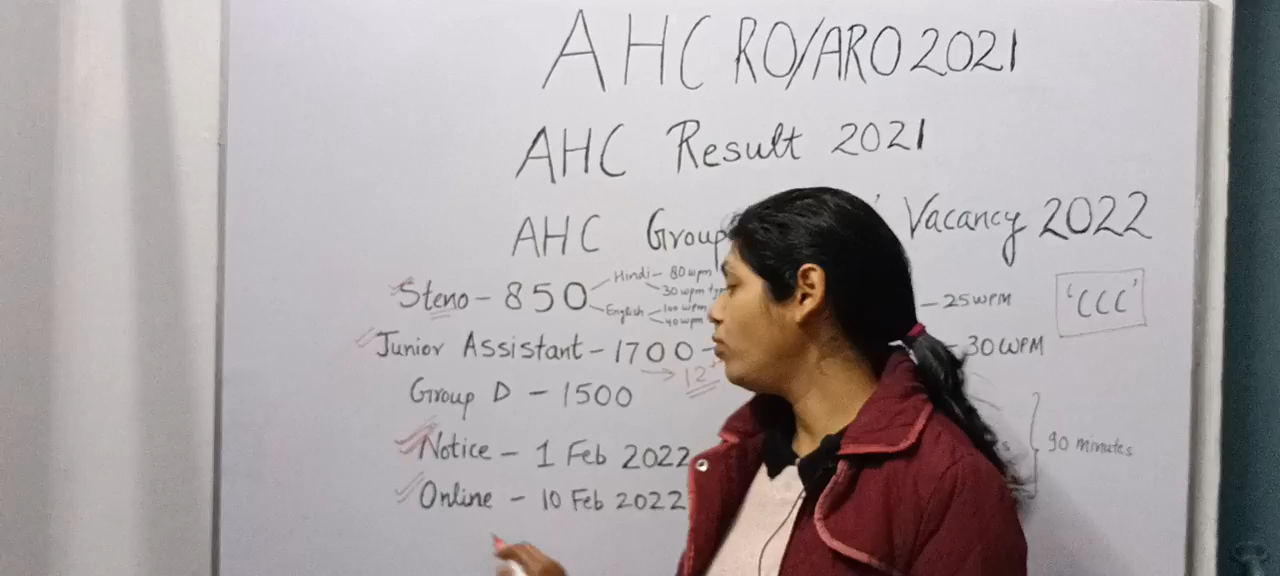 AHC RO/ARO 2021
AHC Result 2021
AHC Group Vacancy 2022
Steno - 850
Hindi - 80 wpm
30 wpm
English - 100 wpm
40 wpm
- 25 WPM
'CCC'
Junior Assistant - 1700 -
- 30 WPM
→ 12
Group D - 1500
Notice - 1 Feb 2022
90 minutes
Online - 10 Feb 2022